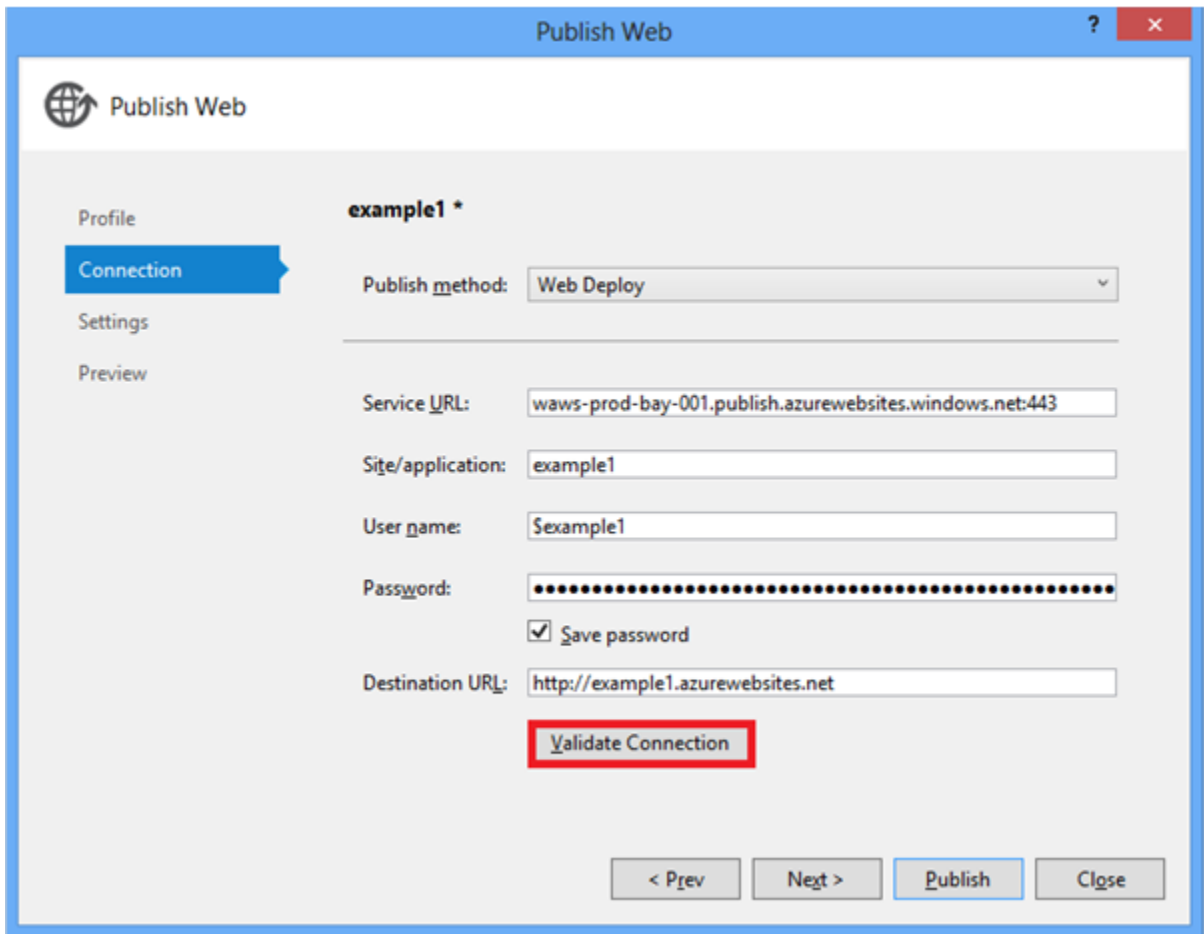 Publish Web
?
Publish Web
Profile
Connection
Settings
Preview
example1 *
Publish method: Web Deploy
Service URL: waws-prod-bay-001.publish.azurewebsites.windows.net:443
Site/application: example1
User name: $example1
Password: ••••••••••••••••••••••••••••••••••••••••••••••••••••••••••••
Save password
Destination URL: http://example1.azurewebsites.net
Validate Connection
< Prev Next > Publish Close